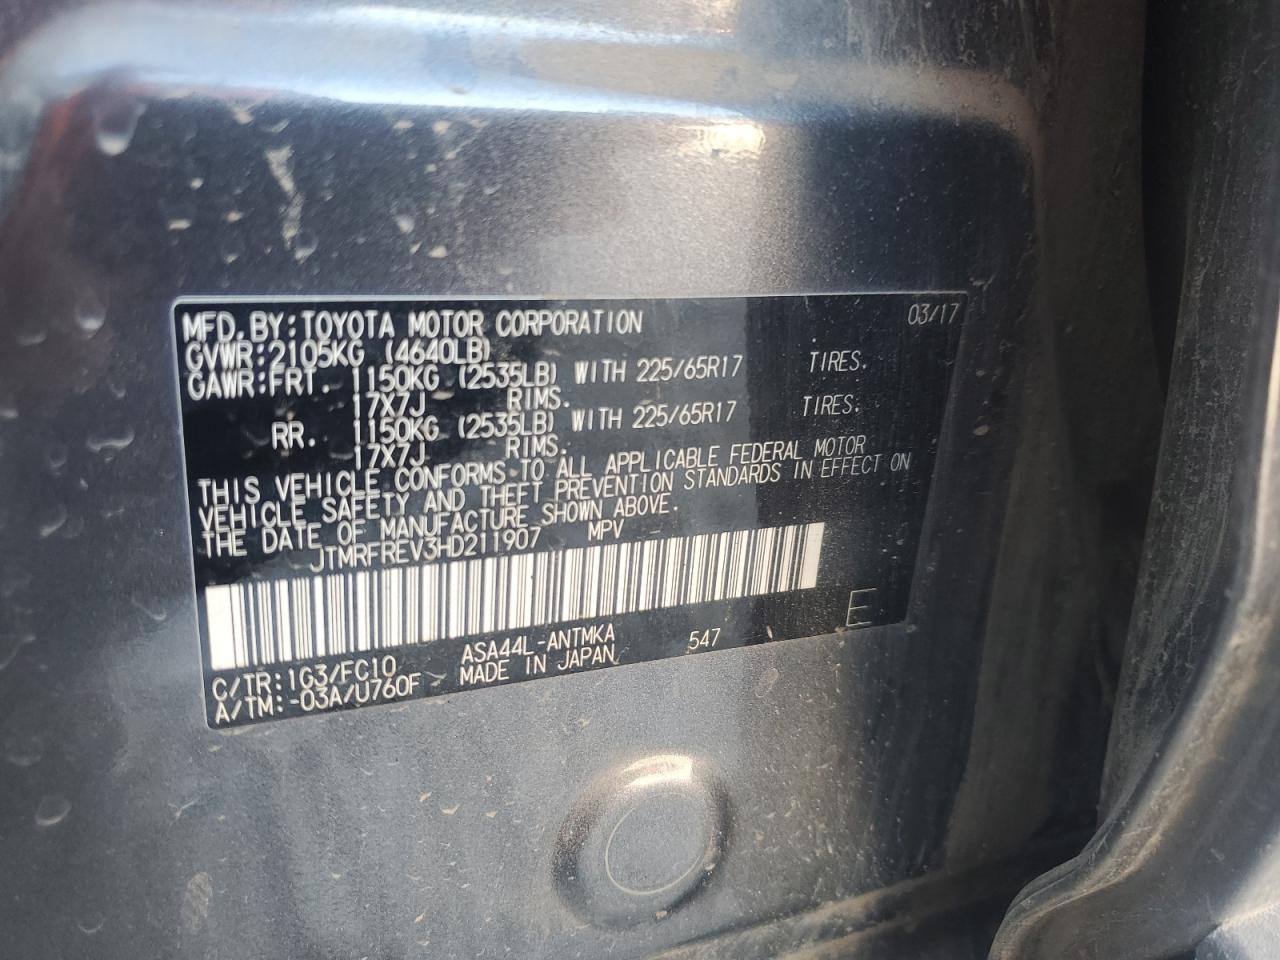 03/17
MFD.BY:TOYOTA MOTOR CORPORATION
GVWR:2105KG (4640LB)
GAWR:FRT. 1150KG (2535LB) WITH 225/65R17 TIRES.
17X7J RIMS.
RR. 1150KG (2535LB) WITH 225/65R17 TIRES.
17X7J RIMS.
THIS VEHICLE CONFORMS TO ALL APPLICABLE FEDERAL MOTOR
VEHICLE SAFETY AND THEFT PREVENTION STANDARDS IN EFFECT ON
THE DATE OF MANUFACTURE SHOWN ABOVE.
JTMRFREV3HD211907 MPV
E
C/TR:1G3/FC10 ASA44L-ANTMKA 547
A/TM:-03A/U760F MADE IN JAPAN